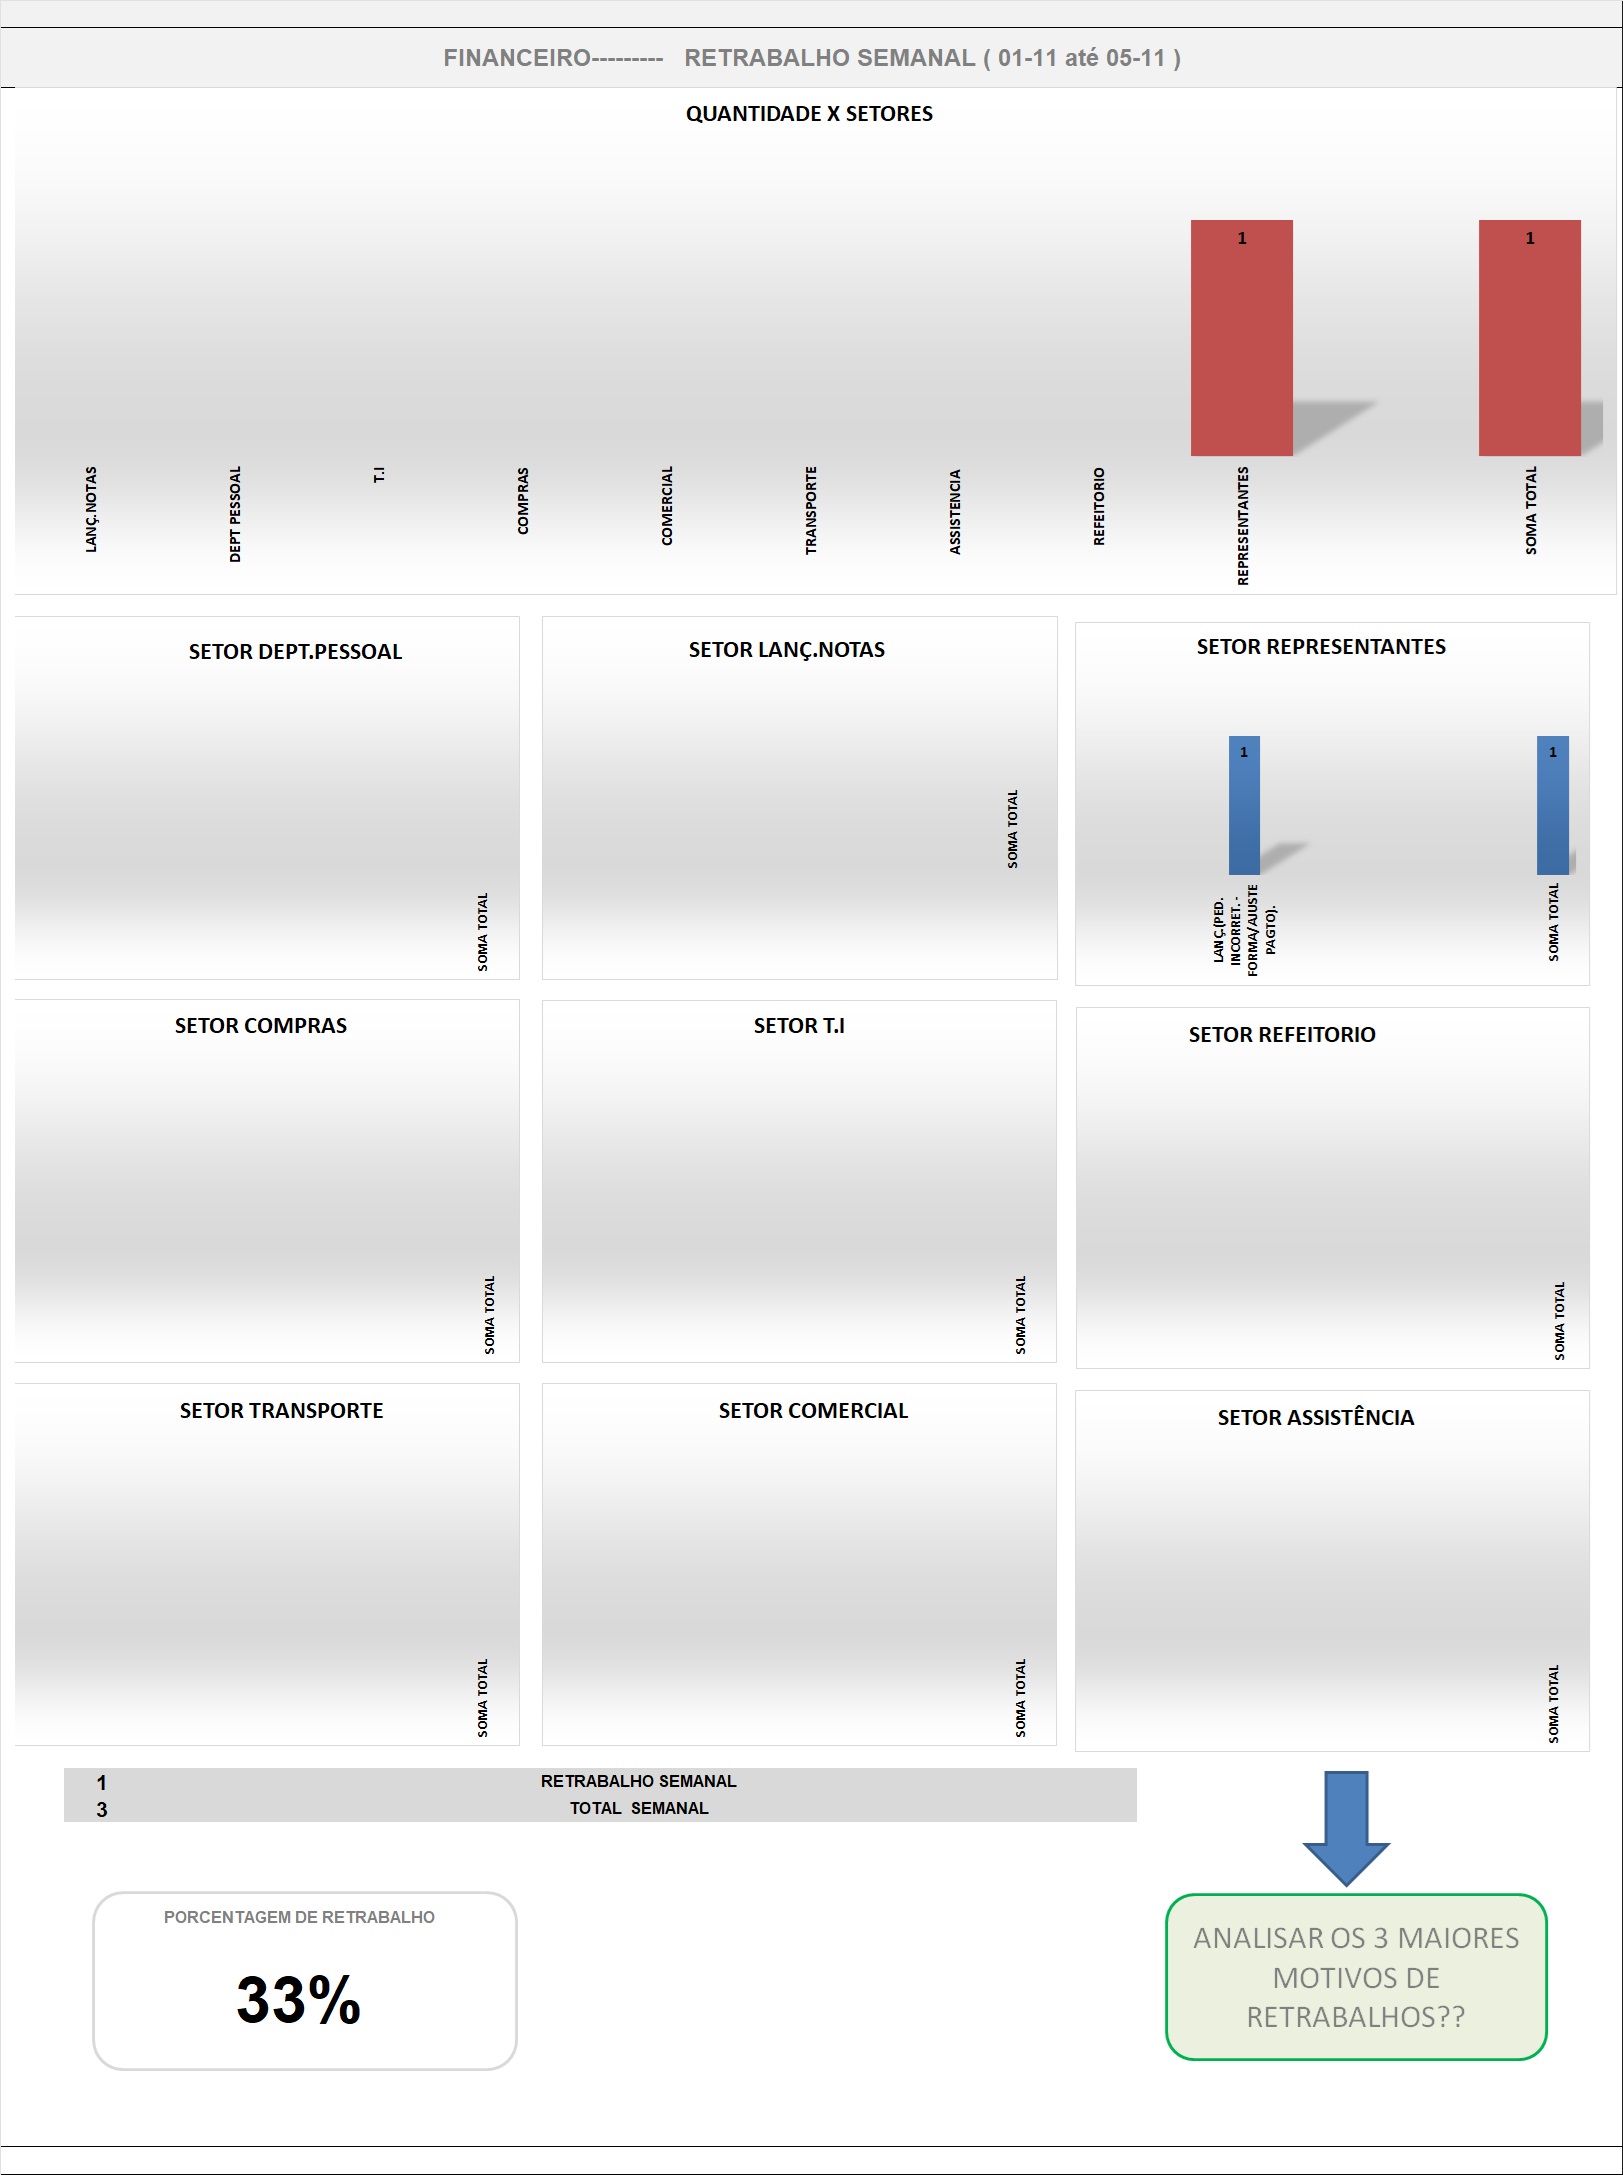 FINANCEIRO---------   RETRABALHO SEMANAL ( 01-11 até 05-11 )
QUANTIDADE X SETORES
1
1
LANÇ.NOTAS
DEPT PESSOAL
T.I
COMPRAS
COMERCIAL
TRANSPORTE
ASSISTENCIA
REFEITORIO
REPRESENTANTES
SOMA TOTAL
SETOR DEPT.PESSOAL
SOMA TOTAL
SETOR LANÇ.NOTAS
SOMA TOTAL
SETOR REPRESENTANTES
1
1
LANÇ.(PED.
INCORRET. -
FORMA/AJUSTE
PAGTO).
SOMA TOTAL
SETOR COMPRAS
SOMA TOTAL
SETOR T.I
SOMA TOTAL
SETOR REFEITORIO
SOMA TOTAL
SETOR TRANSPORTE
SOMA TOTAL
SETOR COMERCIAL
SOMA TOTAL
SETOR ASSISTÊNCIA
SOMA TOTAL
1 RETRABALHO SEMANAL
3 TOTAL  SEMANAL
PORCENTAGEM DE RETRABALHO
33%
ANALISAR OS 3 MAIORES
MOTIVOS DE
RETRABALHOS??